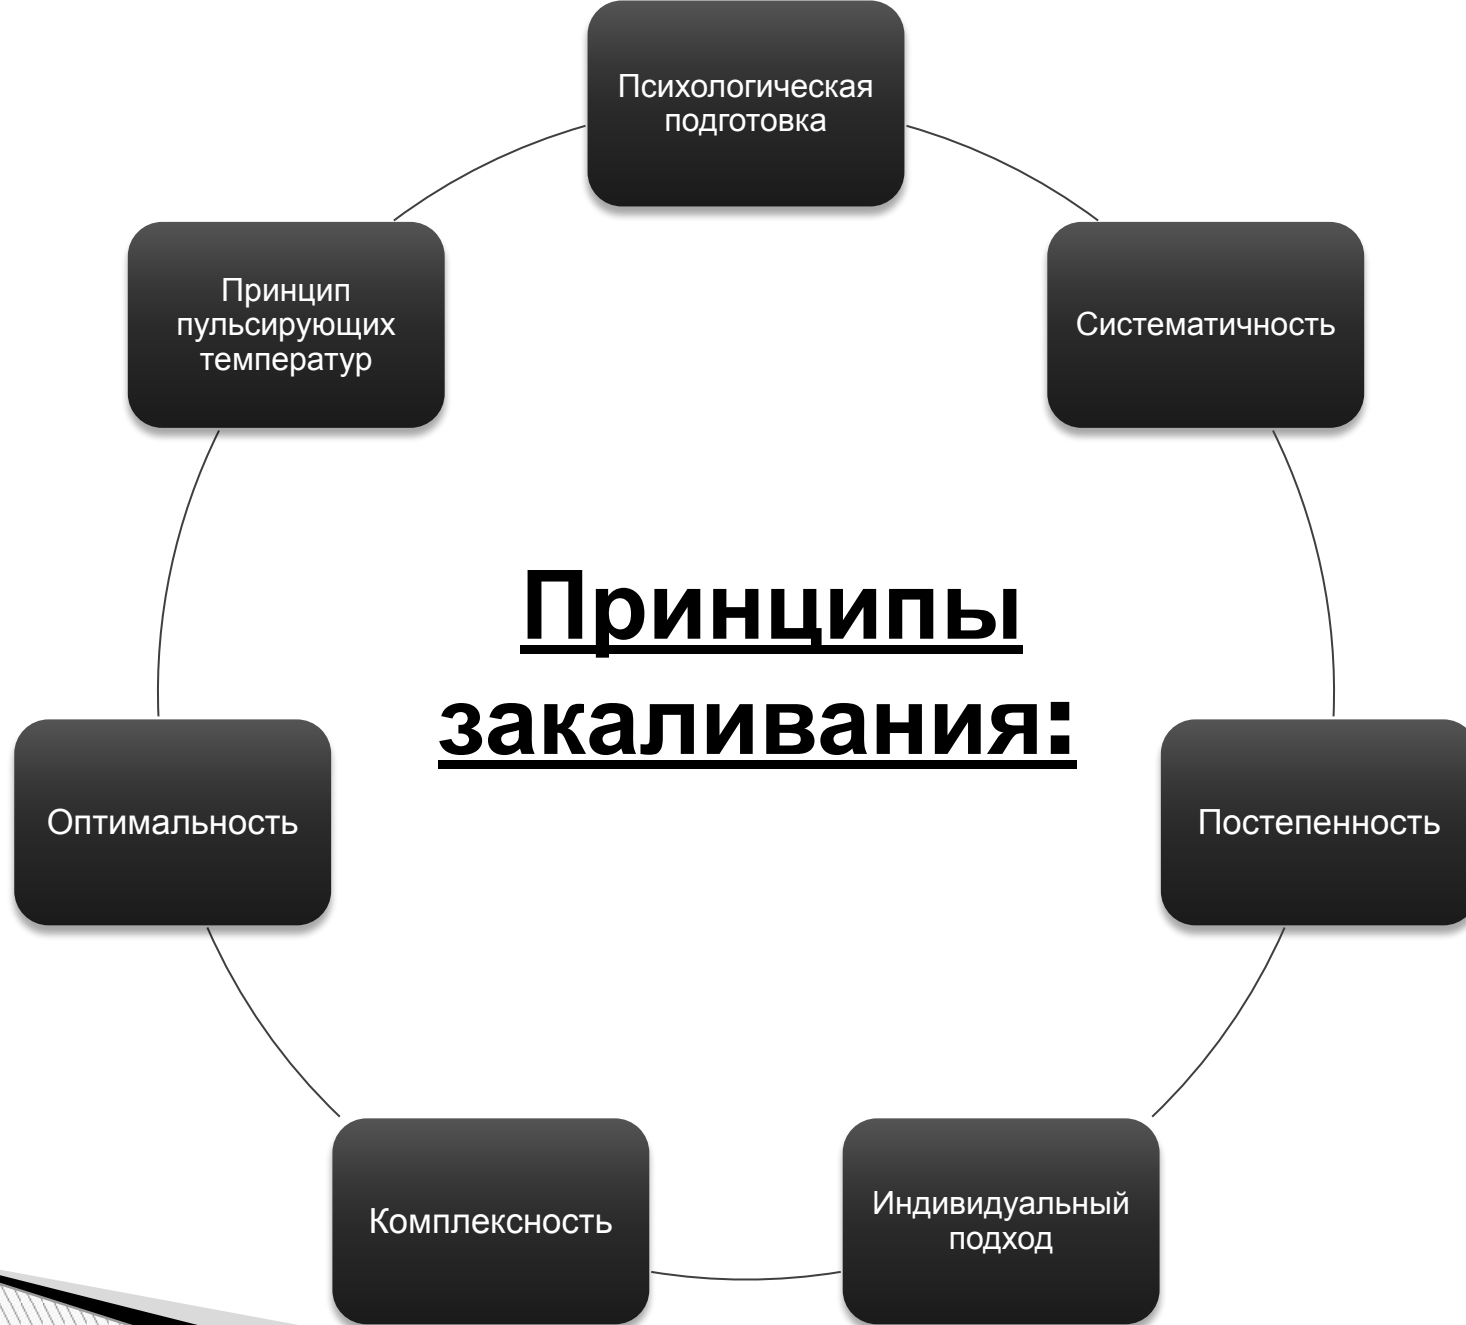 Психологическая
подготовка
Систематичность
Постепенность
Индивидуальный
подход
Комплексность
Оптимальность
Принцип
пульсирующих
температур
Принципы
закаливания: